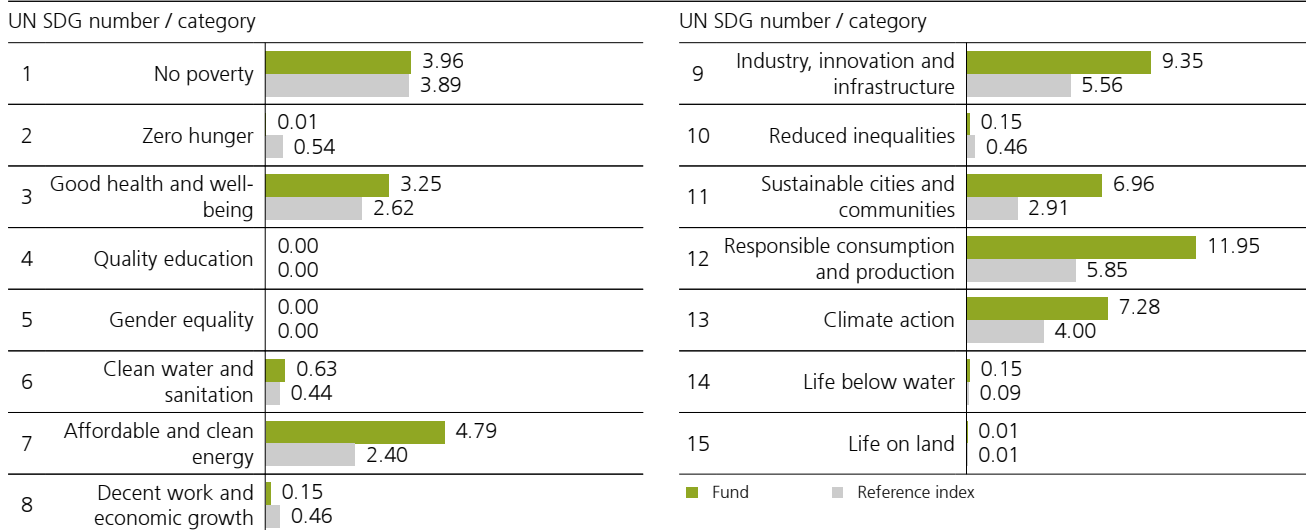 UN SDG number / category
1
No poverty
3.96
3.89
2
Zero hunger
0.01
0.54
3
Good health and well-
being
3.25
2.62
4
Quality education
0.00
0.00
5
Gender equality
0.00
0.00
6
Clean water and
sanitation
0.63
0.44
7
Affordable and clean
energy
4.79
2.40
8
Decent work and
economic growth
0.15
0.46
UN SDG number / category
9
Industry, innovation and
infrastructure
9.35
5.56
10
Reduced inequalities
0.15
0.46
11
Sustainable cities and
communities
6.96
2.91
12
Responsible consumption
and production
11.95
5.85
13
Climate action
7.28
4.00
14
Life below water
0.15
0.09
15
Life on land
0.01
0.01
Fund
Reference index